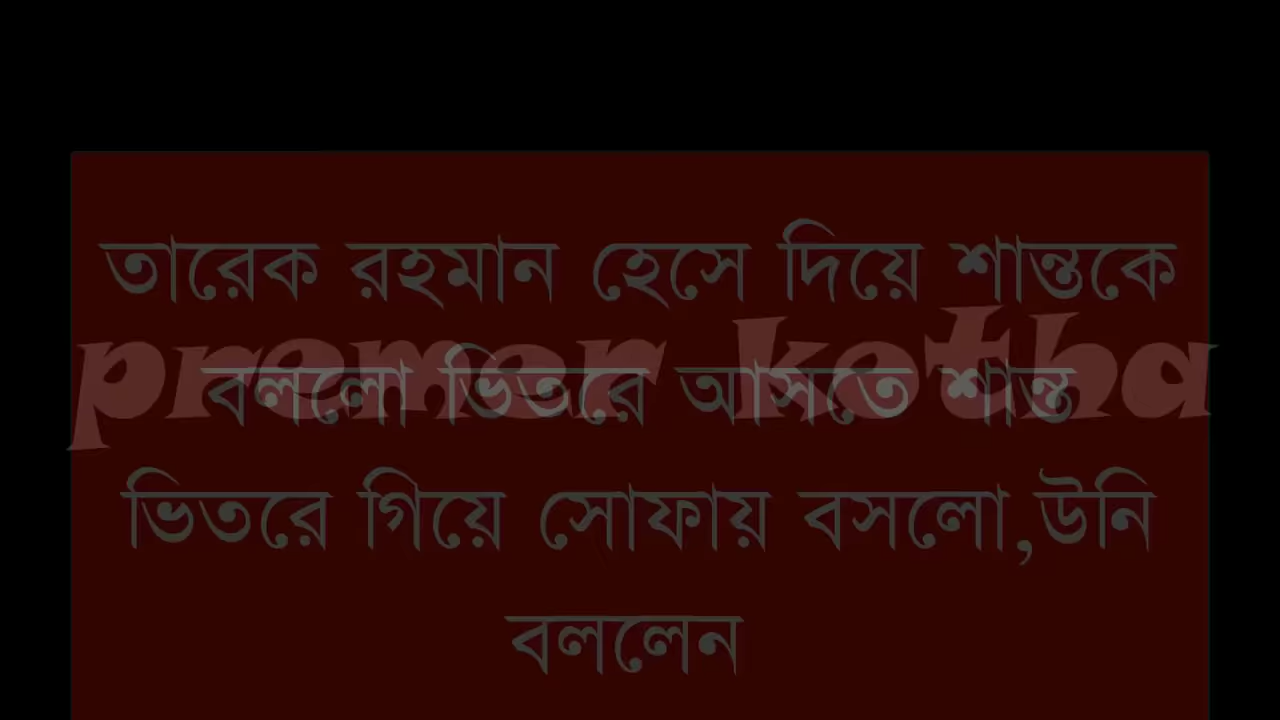 তারেক রহমান হেসে দিয়ে শান্তকে
premer kotha
বললো ভিতরে আসতে শান্ত
ভিতরে গিয়ে সোফায় বসলো,উনি
বললেন